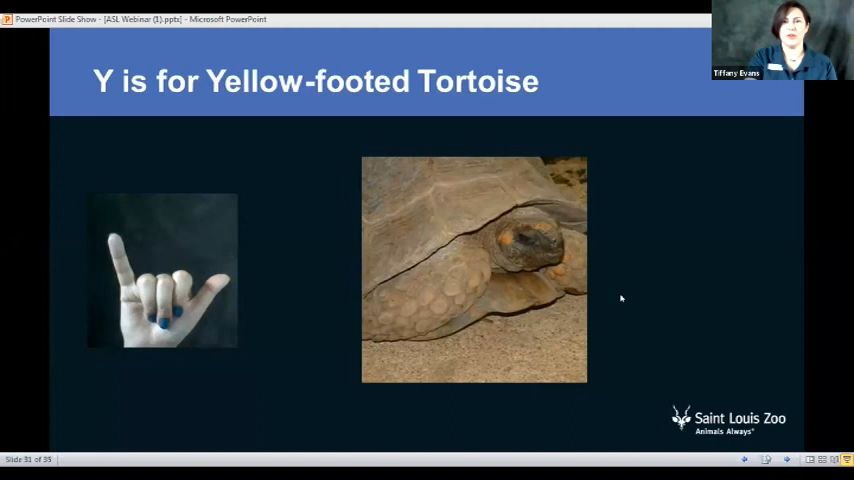 PowerPoint Slide Show - [ASL Webinar (1).pptx] - Microsoft PowerPoint
Tiffany Evans
Y is for Yellow-footed Tortoise
Saint Louis Zoo
Animals Always®
Slide 31 of 35